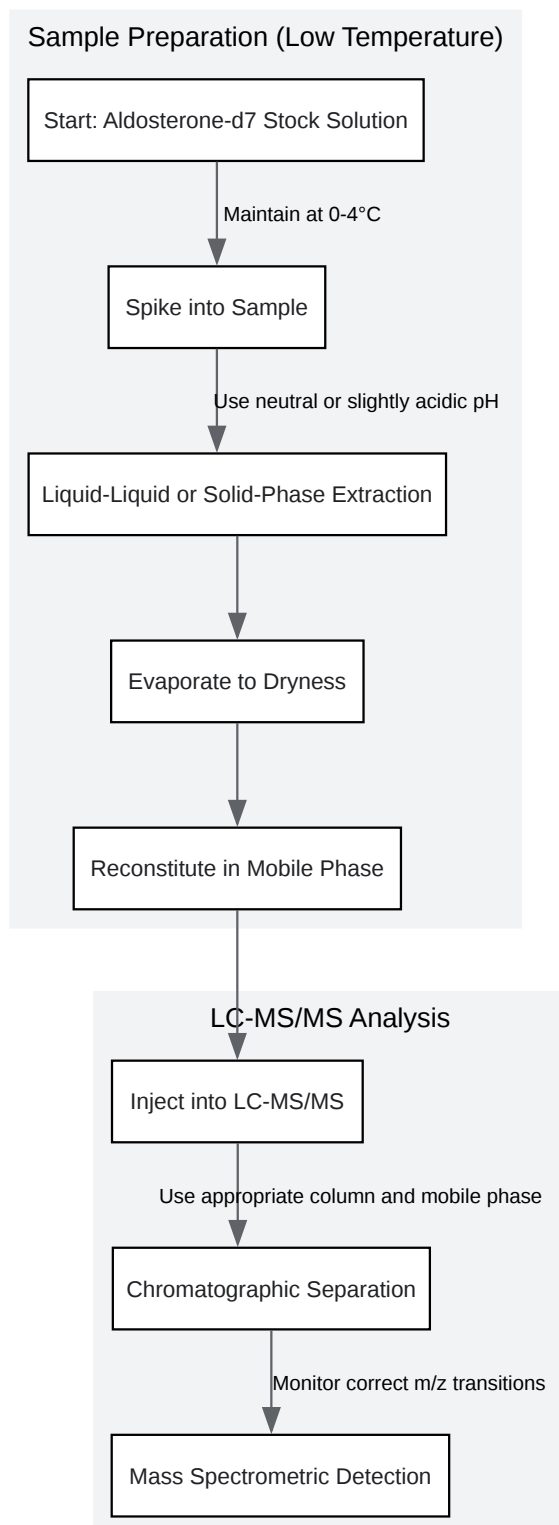 Sample Preparation (Low Temperature)
Start: Aldosterone-d7 Stock Solution
Maintain at 0-4°C
Spike into Sample
Use neutral or slightly acidic pH
Liquid-Liquid or Solid-Phase Extraction
Evaporate to Dryness
Reconstitute in Mobile Phase
LC-MS/MS Analysis
Inject into LC-MS/MS
Use appropriate column and mobile phase
Chromatographic Separation
Monitor correct m/z transitions
Mass Spectrometric Detection